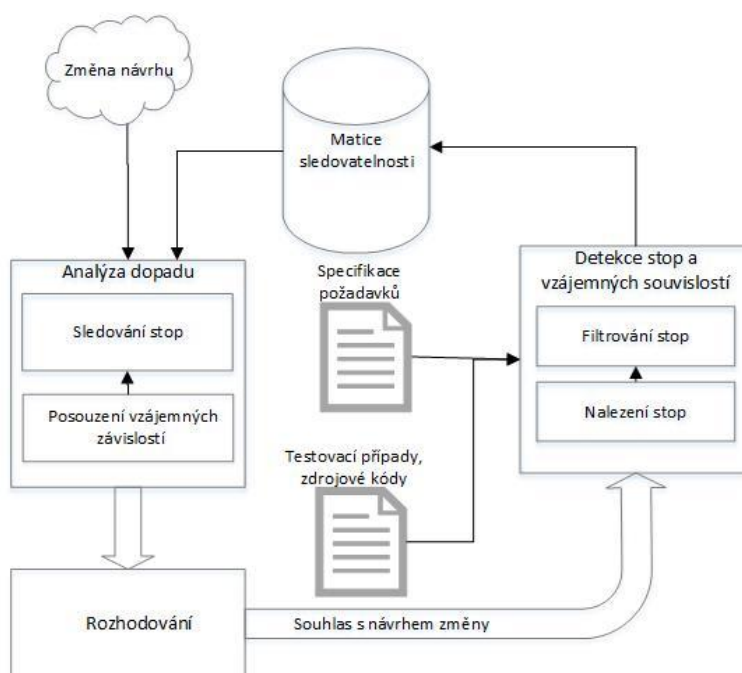 Změna návrhu
Matice
sledovatelnosti
Analýza dopadu
Sledování stop
Posouzení vzájemných
závislostí
Specifikace
požadavků
Testovací případy,
zdrojové kódy
Detekce stop a
vzájemných souvislostí
Filtrování stop
Nalezení stop
Rozhodování
Souhlas s návrhem změny